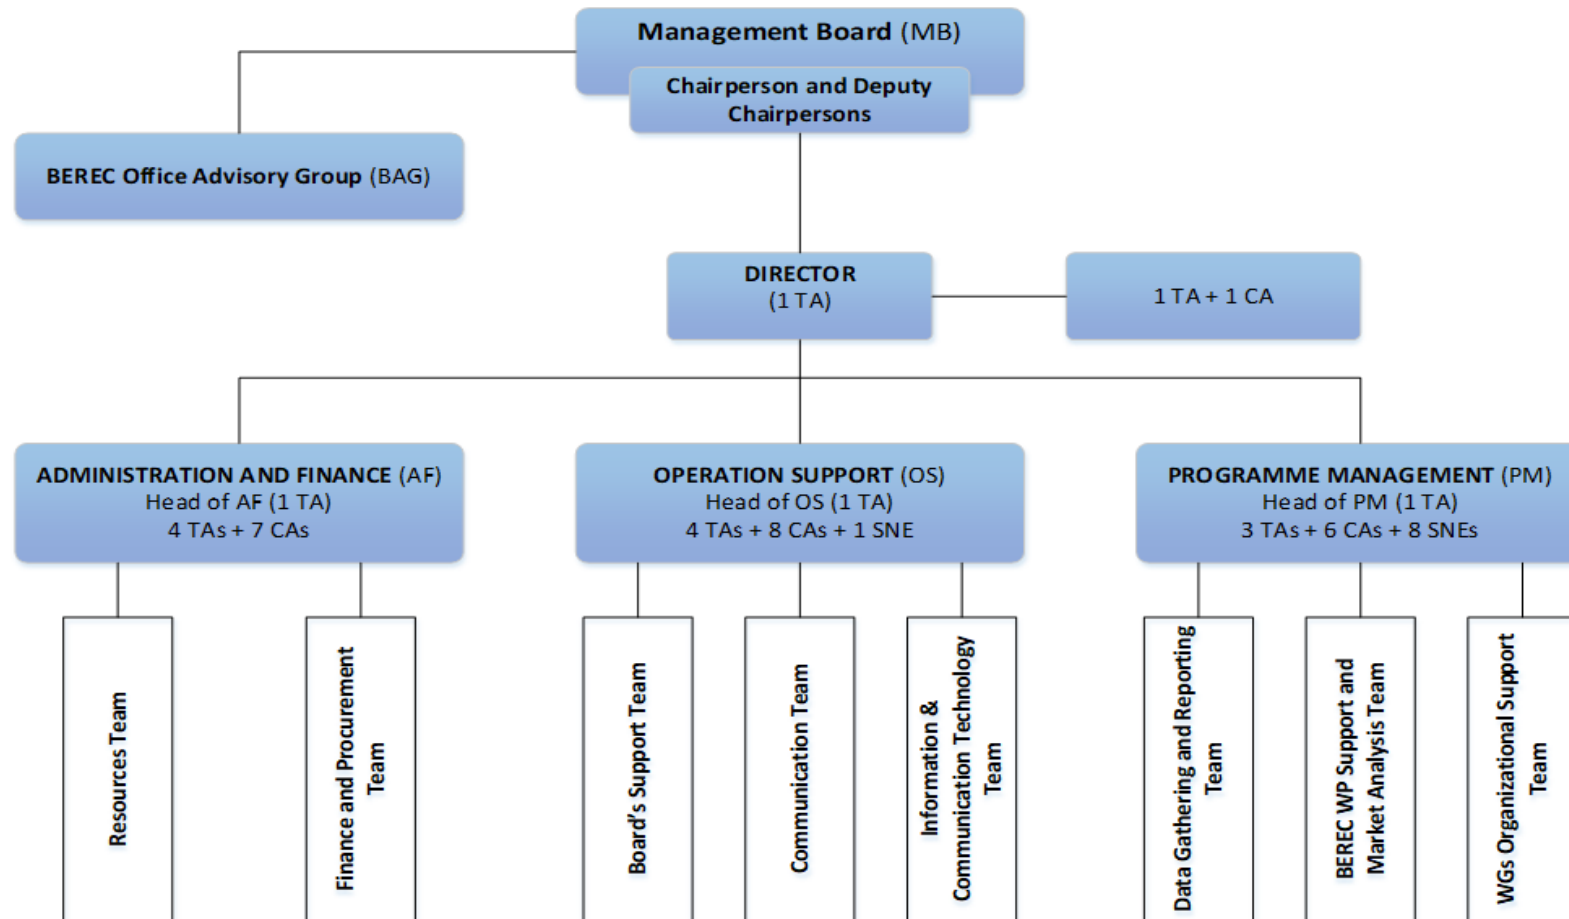 Management Board (MB)
Chairperson and Deputy
Chairpersons
BEREC Office Advisory Group (BAG)
DIRECTOR
(1 TA)
1 TA + 1 CA
ADMINISTRATION AND FINANCE (AF)
Head of AF (1 TA)
4 TAs + 7 CAs
OPERATION SUPPORT (OS)
Head of OS (1 TA)
4 TAs + 8 CAs + 1 SNE
PROGRAMME MANAGEMENT (PM)
Head of PM (1 TA)
3 TAs + 6 CAs + 8 SNEs
Resources Team
Finance and Procurement
Team
Board's Support Team
Communication Team
Information &
Communication Technology
Team
Data Gathering and Reporting
Team
BEREC WP Support and
Market Analysis Team
WGs Organizational Support
Team